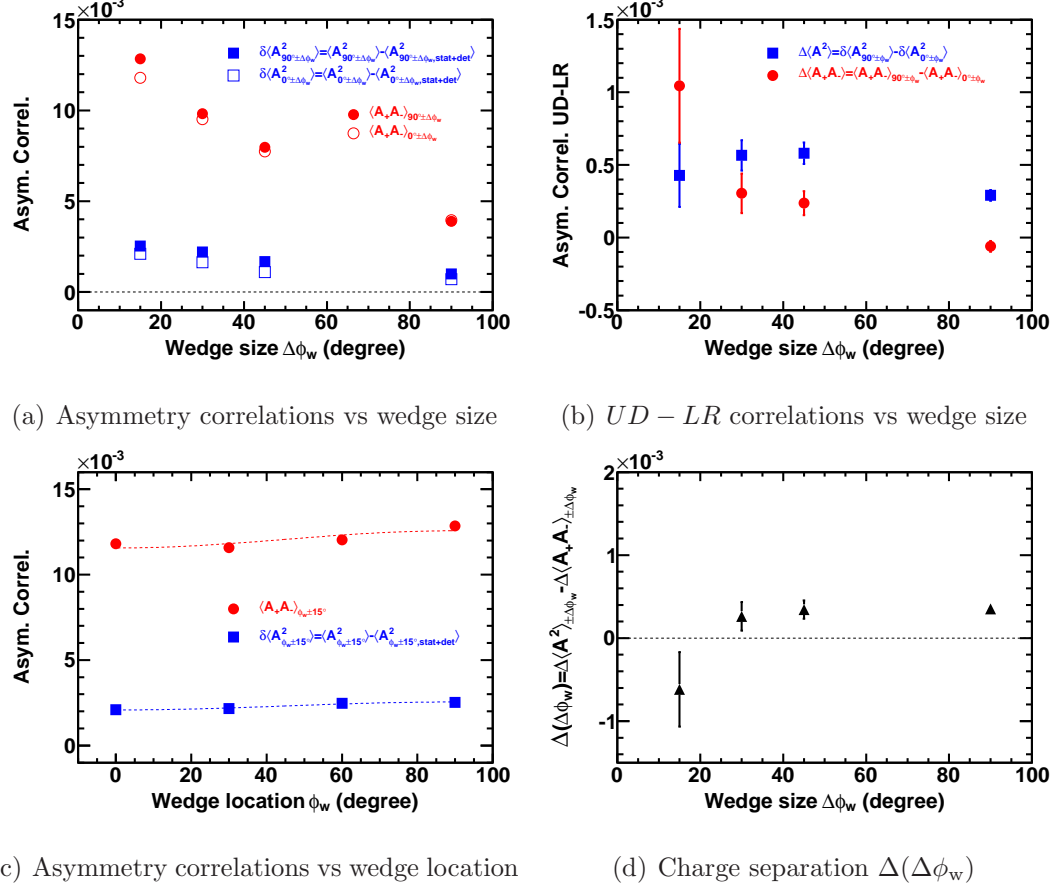 ×10⁻³
15
10
5
0
Asym. Correl.
δ⟨A²_{90°±Δϕ_w}⟩=⟨A²_{90°±Δϕ_w}⟩-⟨A²_{90°±Δϕ_w,stat+det}⟩
δ⟨A²_{0°±Δϕ_w}⟩=⟨A²_{0°±Δϕ_w}⟩-⟨A²_{0°±Δϕ_w,stat+det}⟩
⟨A₊A₋⟩_{90°±Δϕ_w}
⟨A₊A₋⟩_{0°±Δϕ_w}
0 20 40 60 80 100
Wedge size Δϕ_w (degree)
(a) Asymmetry correlations vs wedge size
×10⁻³
1.5
1
0.5
0
-0.5
Asym. Correl. UD-LR
Δ⟨A²⟩=δ⟨A²_{90°±ϕ_w}⟩-δ⟨A²_{0°±ϕ_w}⟩
Δ⟨A₊A₋⟩=⟨A₊A₋⟩_{90°±ϕ_w}-⟨A₊A₋⟩_{0°±ϕ_w}
0 20 40 60 80 100
Wedge size Δϕ_w (degree)
(b) UD − LR correlations vs wedge size
×10⁻³
15
10
5
0
Asym. Correl.
⟨A₊A₋⟩_{ϕ_w±15°}
δ⟨A²_{ϕ_w±15°}⟩=⟨A²_{ϕ_w±15°}⟩-⟨A²_{ϕ_w±15°,stat+det}⟩
0 20 40 60 80 100
Wedge location ϕ_w (degree)
c) Asymmetry correlations vs wedge location
×10⁻³
2
1
0
-1
Δ(Δϕ_w)=Δ⟨A²⟩_{±Δϕ_w}-Δ⟨A₊A₋⟩_{±Δϕ_w}
0 20 40 60 80 100
Wedge size Δϕ_w (degree)
(d) Charge separation Δ(Δϕ_w)